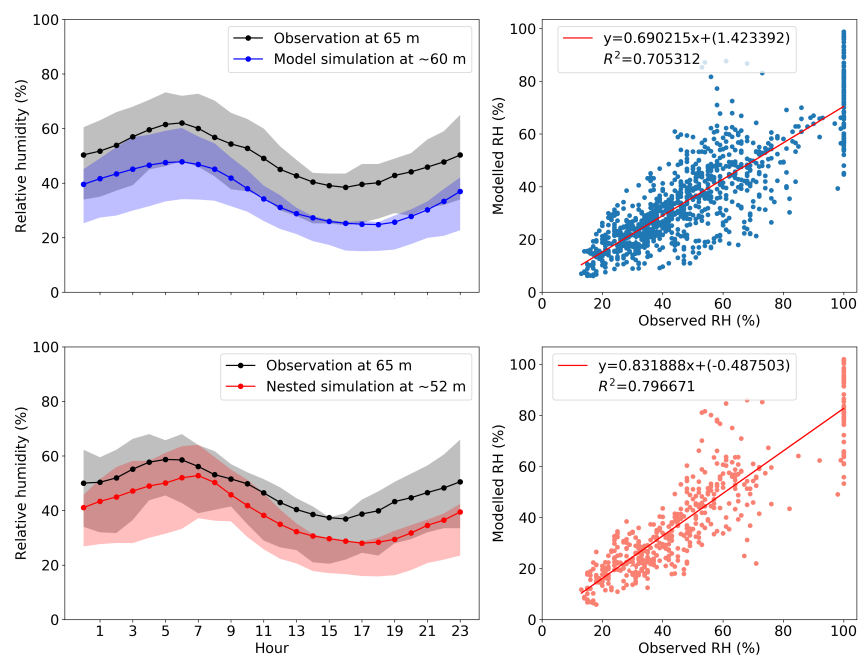 Relative humidity (%)
100
80
60
40
20
0
Observation at 65 m
Model simulation at ~60 m
Modelled RH (%)
100
80
60
40
20
0
y=0.690215x+(1.423392)
R²=0.705312
0 20 40 60 80 100
Observed RH (%)
Relative humidity (%)
100
80
60
40
20
0
Observation at 65 m
Nested simulation at ~52 m
1 3 5 7 9 11 13 15 17 19 21 23
Hour
Modelled RH (%)
100
80
60
40
20
0
y=0.831888x+(-0.487503)
R²=0.796671
0 20 40 60 80 100
Observed RH (%)